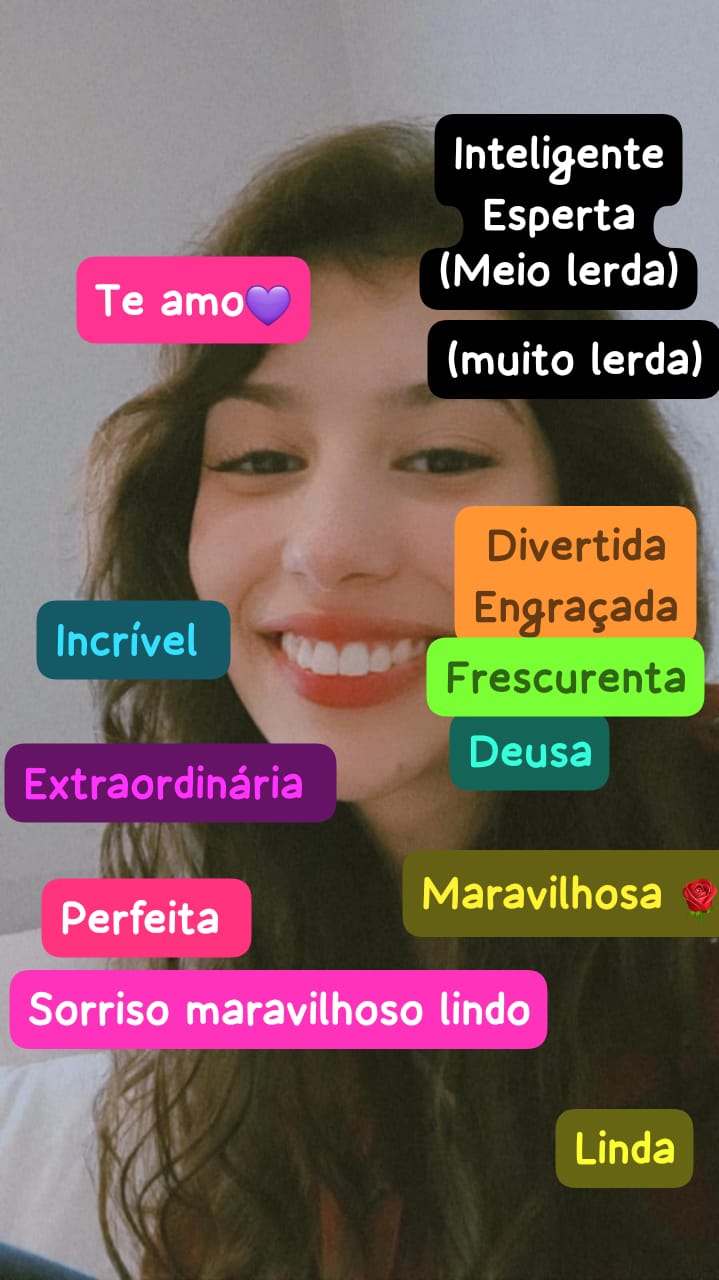 Inteligente
Esperta
(Meio lerda)
Te amo💜
(muito lerda)
Divertida
Engraçada
Incrível
Frescurenta
Deusa
Extraordinária
Maravilhosa 🌹
Perfeita
Sorriso maravilhoso lindo
Linda